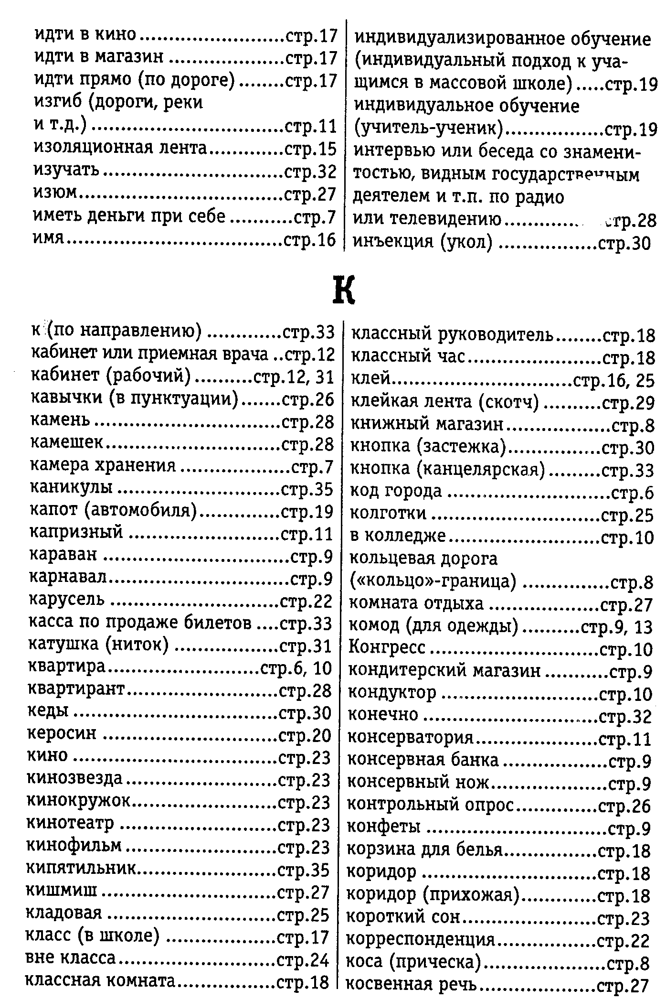 идти в кино........................стр.17
идти в магазин ....................стр.17
идти прямо (по дороге) ........стр.17
изгиб (дороги, реки
и т.д.) .................................стр.11
изоляционная лента.............стр.15
изучать ...............................стр.32
изюм...................................стр.27
иметь деньги при себе ...........стр.7
имя.....................................стр.16
индивидуализированное обучение
(индивидуальный подход к уча-
щимся в массовой школе) .....стр.19
индивидуальное обучение
(учитель-ученик).................стр.19
интервью или беседа со знамени-
тостью, видным государственным
деятелем и т.п. по радио
или телевидению............. стр.28
инъекция (укол) .................стр.30
К
к (по направлению) .............стр.33
кабинет или приемная врача ..стр.12
кабинет (рабочий) ..........стр.12, 31
кавычки (в пунктуации).......стр.26
камень ................................стр.28
камешек..............................стр.28
камера хранения ...................стр.7
каникулы ............................стр.35
капот (автомобиля)..............стр.19
капризный ..........................стр.11
караван ................................стр.9
карнавал...............................стр.9
карусель .............................стр.22
касса по продаже билетов ....стр.33
катушка (ниток) ..................стр.31
квартира..........................стр.6, 10
квартирант..........................стр.28
кеды ...................................стр.30
керосин ..............................стр.20
кино ...................................стр.23
кинозвезда..........................стр.23
кинокружок.........................стр.23
кинотеатр ...........................стр.23
кинофильм ..........................стр.23
кипятильник........................стр.35
кишмиш ..............................стр.27
кладовая .............................стр.25
класс (в школе) ...................стр.17
вне класса...........................стр.24
классная комната.................стр.18
классный руководитель........стр.18
классный час.......................стр.18
клей...............................стр.16, 25
клейкая лента (скотч) ..........стр.29
книжный магазин..................стр.8
кнопка (застежка)................стр.30
кнопка (канцелярская).........стр.33
код города ............................стр.6
колготки .............................стр.25
в колледже..........................стр.10
кольцевая дорога
(«кольцо»-граница) ...............стр.8
комната отдыха ...................стр.27
комод (для одежды)..........стр.9, 13
Конгресс .............................стр.10
кондитерский магазин ...........стр.9
кондуктор ...........................стр.10
конечно ..............................стр.32
консерватория.....................стр.11
консервная банка..................стр.9
консервный нож....................стр.9
контрольный опрос..............стр.26
конфеты ...............................стр.9
корзина для белья................стр.18
коридор ..............................стр.18
коридор (прихожая).............стр.18
короткий сон.......................стр.23
корреспонденция.................стр.22
коса (прическа).....................стр.8
косвенная речь....................стр.27